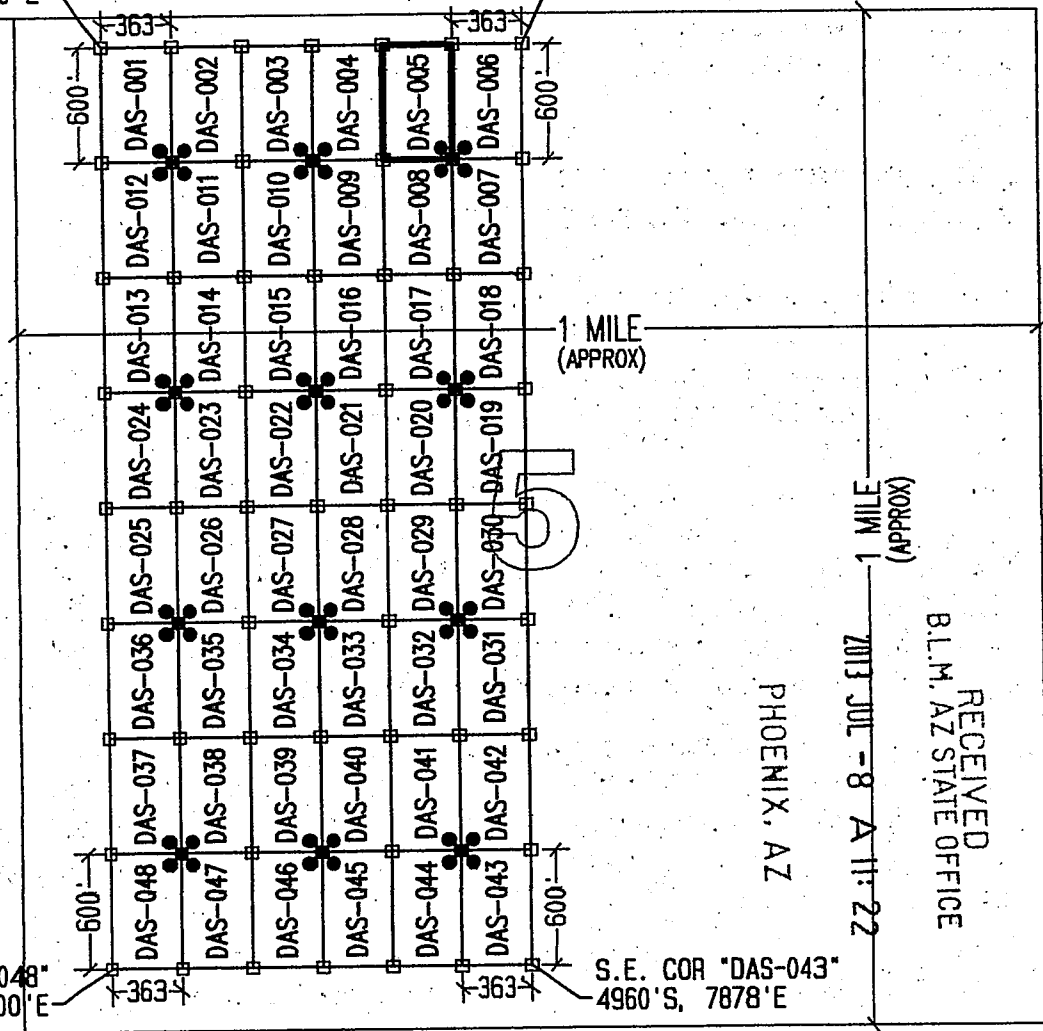 363
363
600'
DAS-001
DAS-002
DAS-003
DAS-004
DAS-005
DAS-006
600'
DAS-012
DAS-011
DAS-010
DAS-009
DAS-008
DAS-007
DAS-013
DAS-014
DAS-015
DAS-016
DAS-017
DAS-018
1 MILE
(APPROX)
DAS-024
DAS-023
DAS-022
DAS-021
DAS-020
DAS-019
5
1 MILE
(APPROX)
DAS-025
DAS-026
DAS-027
DAS-028
DAS-029
DAS-030
DAS-036
DAS-035
DAS-034
DAS-033
DAS-032
DAS-031
RECEIVED
B.L.M. AZ STATE OFFICE
2013 JUL -8 A 11: 22
PHOENIX, AZ
DAS-037
DAS-038
DAS-039
DAS-040
DAS-041
DAS-042
600'
DAS-048
DAS-047
DAS-046
DAS-045
DAS-044
DAS-043
600'
048"
00'E
363
363
S.E. COR "DAS-043"
4960'S, 7878'E